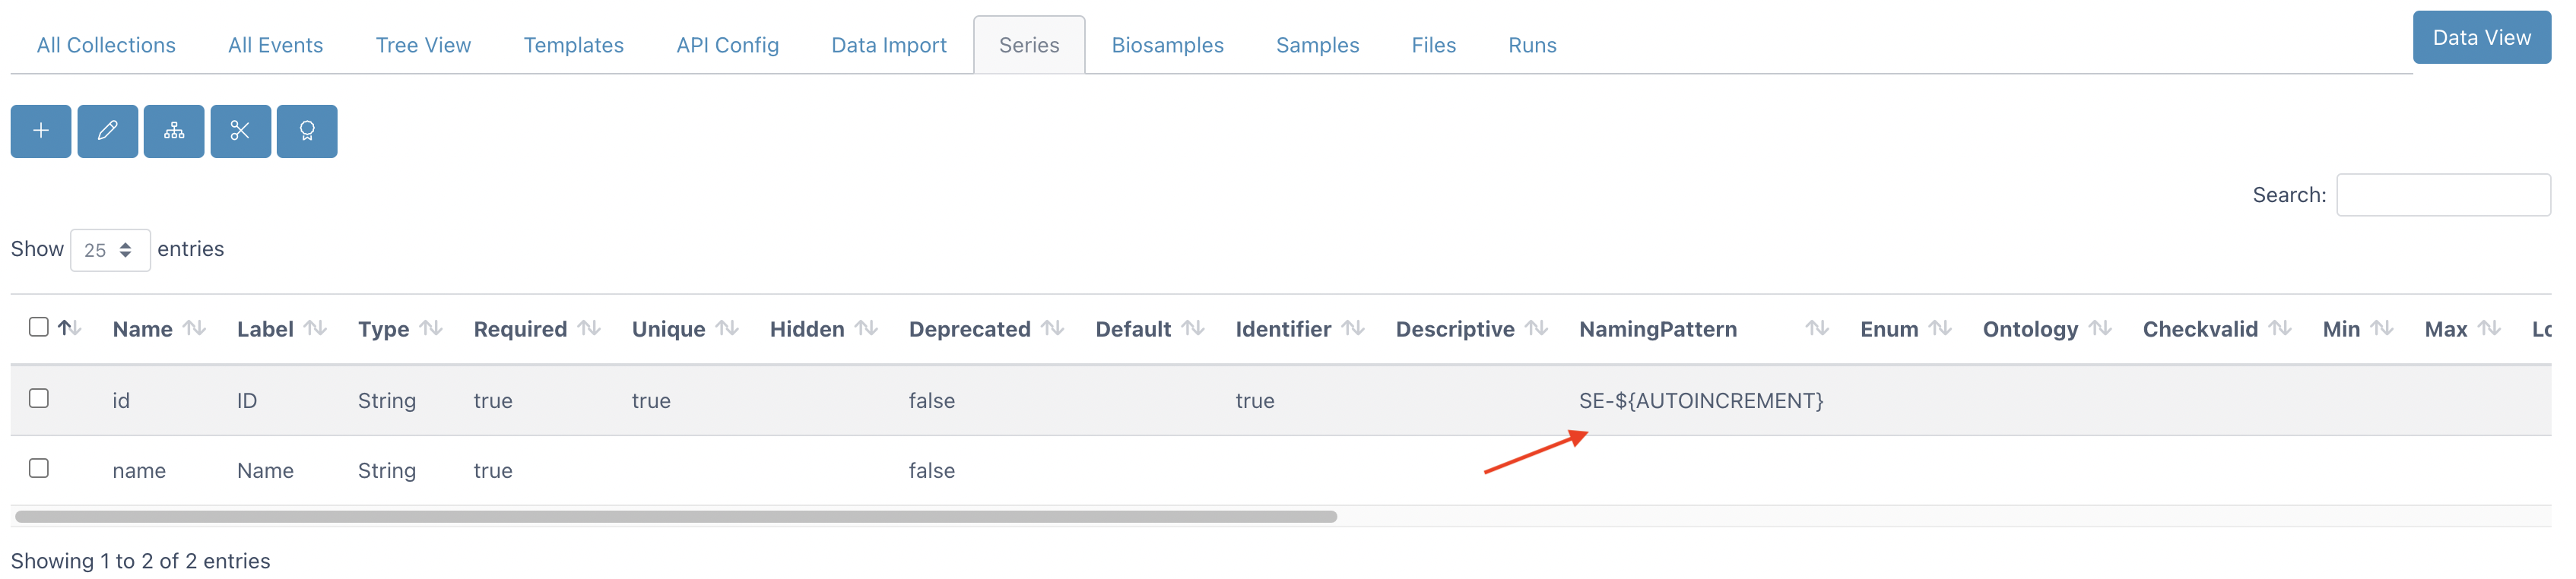 All Collections All Events Tree View Templates API Config Data Import Series Biosamples Samples Files Runs Data View
Search:
Show 25 entries
Name Label Type Required Unique Hidden Deprecated Default Identifier Descriptive NamingPattern Enum Ontology Checkvalid Min Max
id ID String true true false true SE-${AUTOINCREMENT}
name Name String true false
Showing 1 to 2 of 2 entries